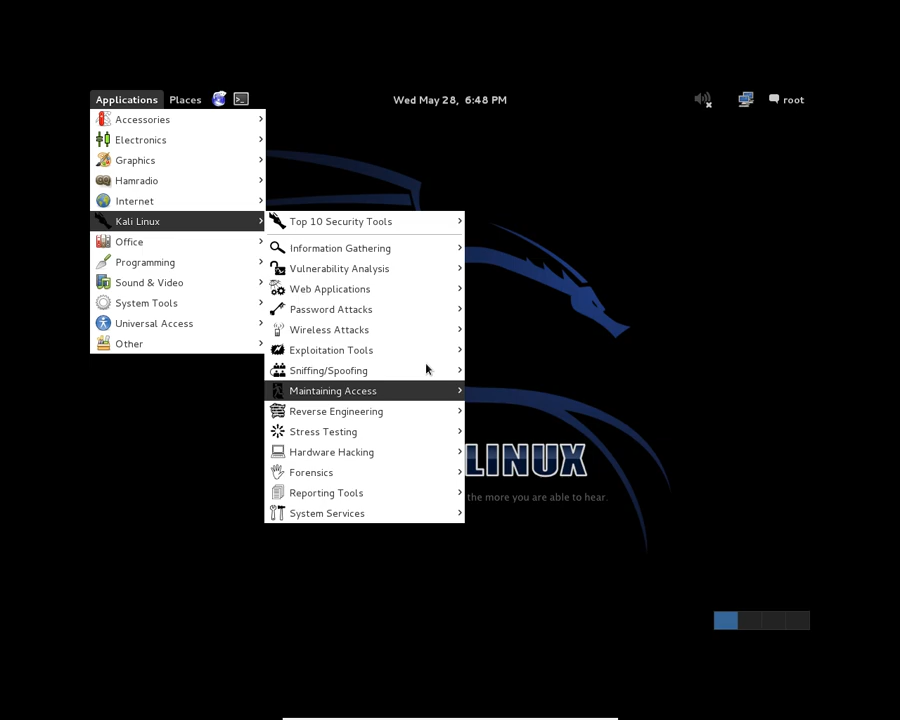 Applications Places Wed May 28, 6:48 PM root
Accessories
Electronics
Graphics
Hamradio
Internet
Kali Linux
Office
Programming
Sound & Video
System Tools
Universal Access
Other
Top 10 Security Tools
Information Gathering
Vulnerability Analysis
Web Applications
Password Attacks
Wireless Attacks
Exploitation Tools
Sniffing/Spoofing
Maintaining Access
Reverse Engineering
Stress Testing
Hardware Hacking
Forensics
Reporting Tools
System Services
LINUX
the more you are able to hear.